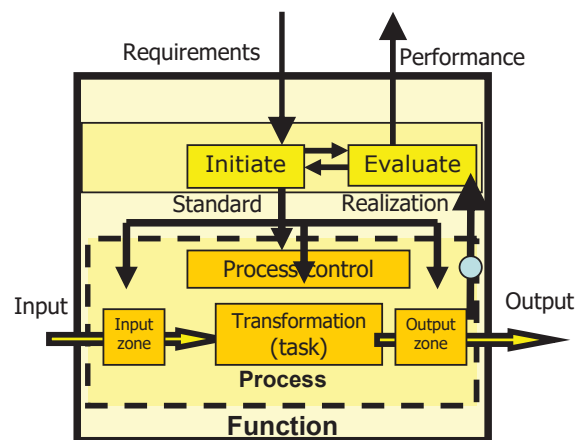 Requirements
Performance
Initiate
Evaluate
Standard
Realization
Process control
Input
Output
Input
zone
Transformation
(task)
Output
zone
Process
Function